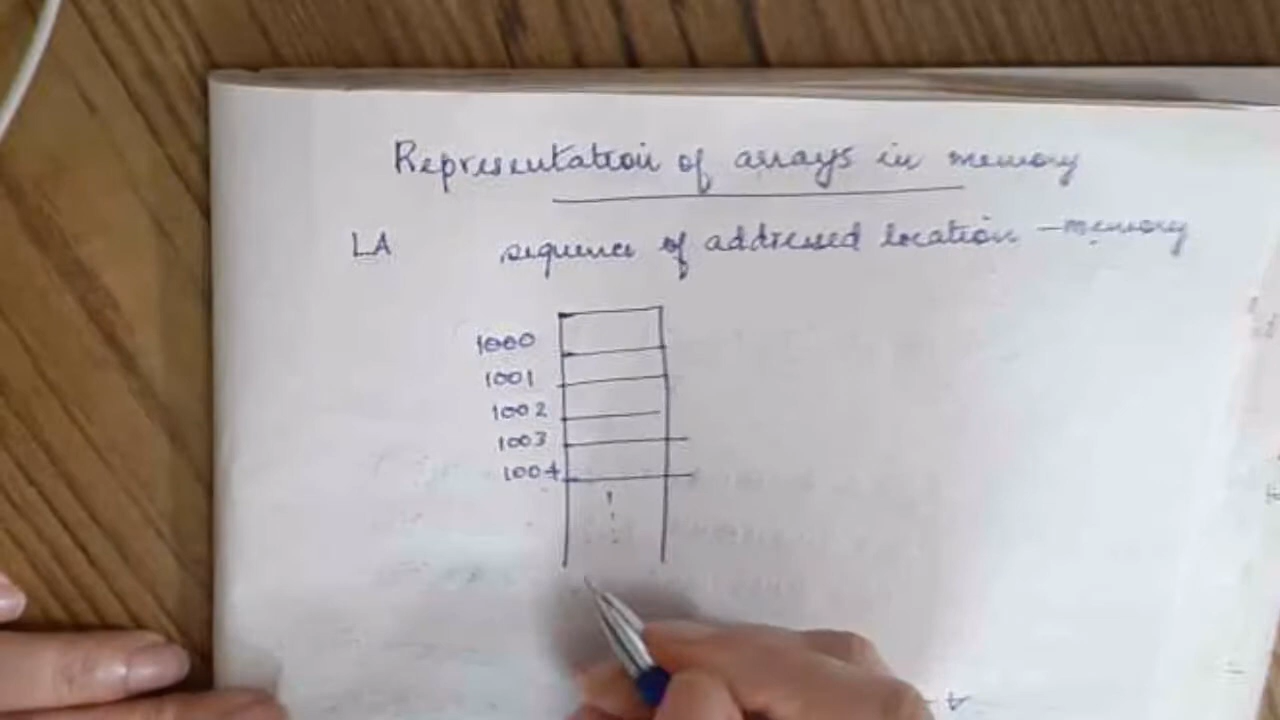 Representation of arrays in memory
LA sequence of addressed location - memory
1000
1001
1002
1003
1004